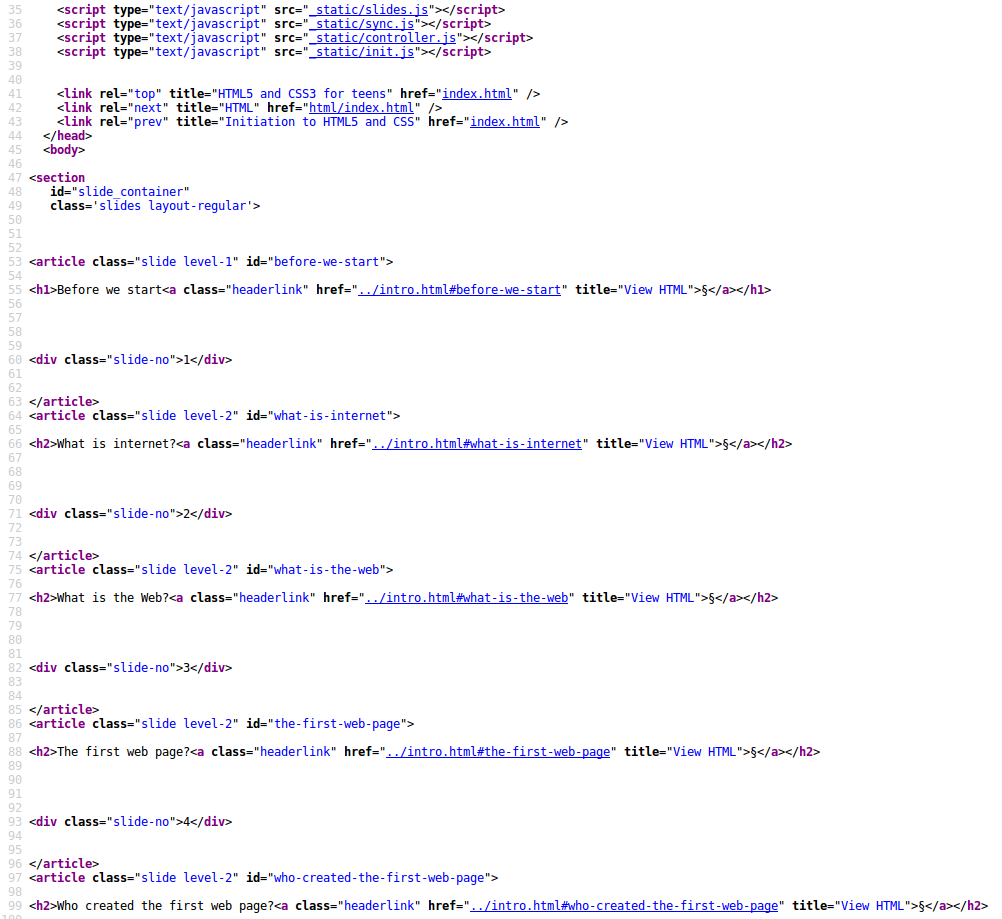 35 <script type="text/javascript" src="_static/slides.js"></script>
36 <script type="text/javascript" src="_static/sync.js"></script>
37 <script type="text/javascript" src="_static/controller.js"></script>
38 <script type="text/javascript" src="_static/init.js"></script>
39
40
41 <link rel="top" title="HTML5 and CSS3 for teens" href="index.html" />
42 <link rel="next" title="HTML" href="html/index.html" />
43 <link rel="prev" title="Initiation to HTML5 and CSS" href="index.html" />
44 </head>
45 <body>
46
47 <section
48 id="slide_container"
49 class='slides layout-regular'>
50
51
52
53 <article class="slide level-1" id="before-we-start">
54
55 <h1>Before we start<a class="headerlink" href="../intro.html#before-we-start" title="View HTML">§</a></h1>
56
57
58
59
60 <div class="slide-no">1</div>
61
62
63 </article>
64 <article class="slide level-2" id="what-is-internet">
65
66 <h2>What is internet?<a class="headerlink" href="../intro.html#what-is-internet" title="View HTML">§</a></h2>
67
68
69
70
71 <div class="slide-no">2</div>
72
73
74 </article>
75 <article class="slide level-2" id="what-is-the-web">
76
77 <h2>What is the Web?<a class="headerlink" href="../intro.html#what-is-the-web" title="View HTML">§</a></h2>
78
79
80
81
82 <div class="slide-no">3</div>
83
84
85 </article>
86 <article class="slide level-2" id="the-first-web-page">
87
88 <h2>The first web page?<a class="headerlink" href="../intro.html#the-first-web-page" title="View HTML">§</a></h2>
89
90
91
92
93 <div class="slide-no">4</div>
94
95
96 </article>
97 <article class="slide level-2" id="who-created-the-first-web-page">
98
99 <h2>Who created the first web page?<a class="headerlink" href="../intro.html#who-created-the-first-web-page" title="View HTML">§</a></h2>